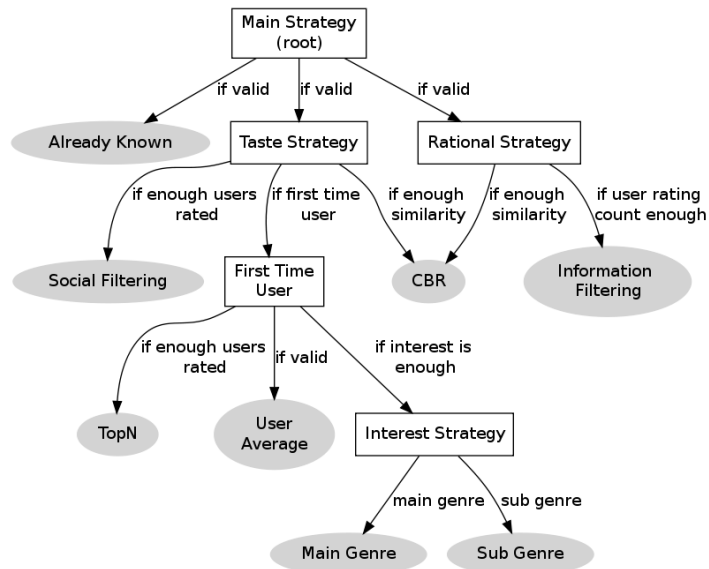 Main Strategy
(root)
if valid
if valid
if valid
Already Known
Taste Strategy
Rational Strategy
if enough users
rated
if first time
user
if enough
similarity
if enough
similarity
if user rating
count enough
Social Filtering
First Time
User
CBR
Information
Filtering
if enough users
rated
if valid
if interest is
enough
TopN
User
Average
Interest Strategy
main genre
sub genre
Main Genre
Sub Genre